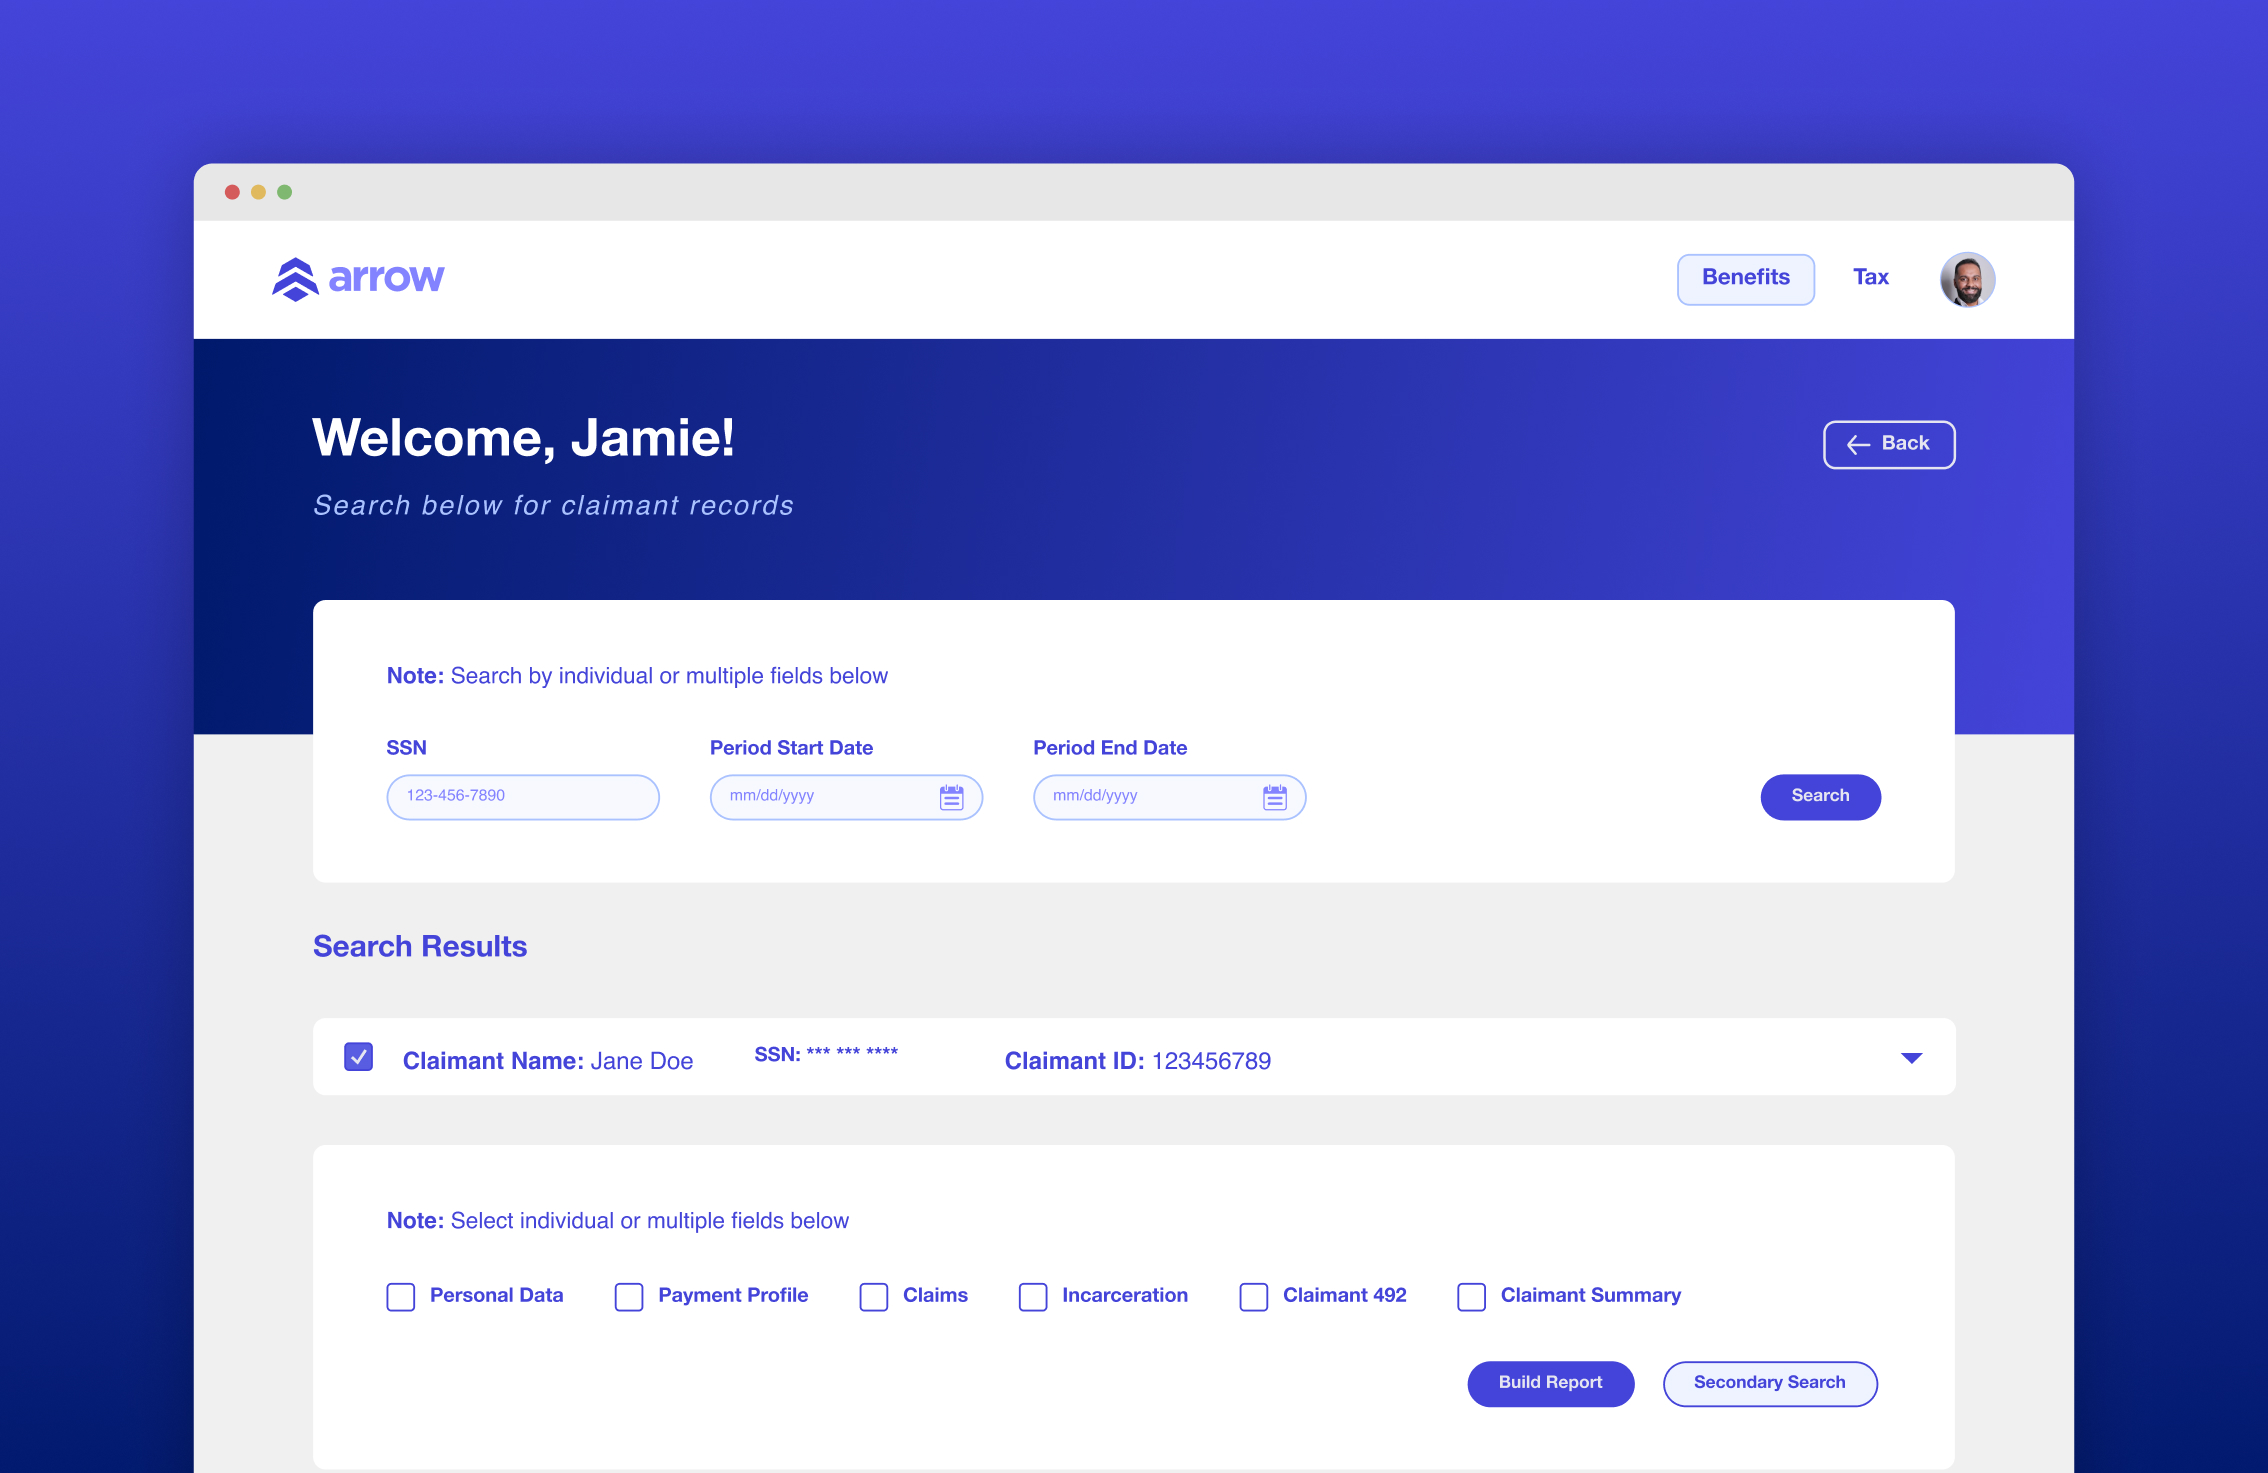 arrow
Benefits
Tax
Welcome, Jamie!
Back
Search below for claimant records
Note: Search by individual or multiple fields below
SSN
Period Start Date
Period End Date
123-456-7890
mm/dd/yyyy
mm/dd/yyyy
Search
Search Results
Claimant Name: Jane Doe
SSN: *** *** ****
Claimant ID: 123456789
Note: Select individual or multiple fields below
Personal Data
Payment Profile
Claims
Incarceration
Claimant 492
Claimant Summary
Build Report
Secondary Search